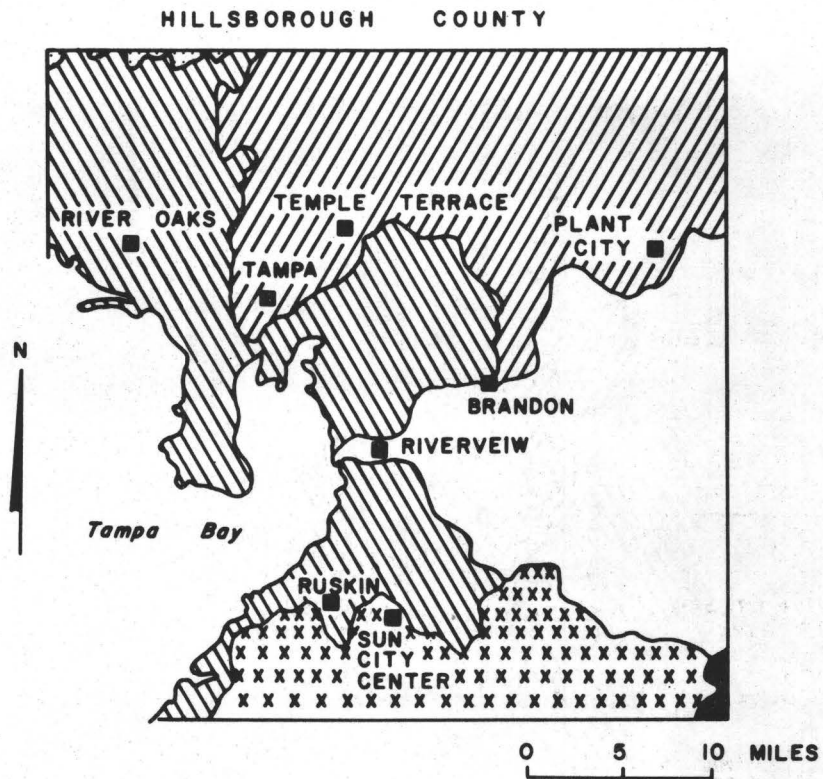 HILLSBOROUGH COUNTY
TEMPLE TERRACE
RIVER OAKS
PLANT
CITY
TAMPA
N
BRANDON
RIVERVEIW
Tampa Bay
RUSKIN
SUN
CITY
CENTER
0 5 10 MILES